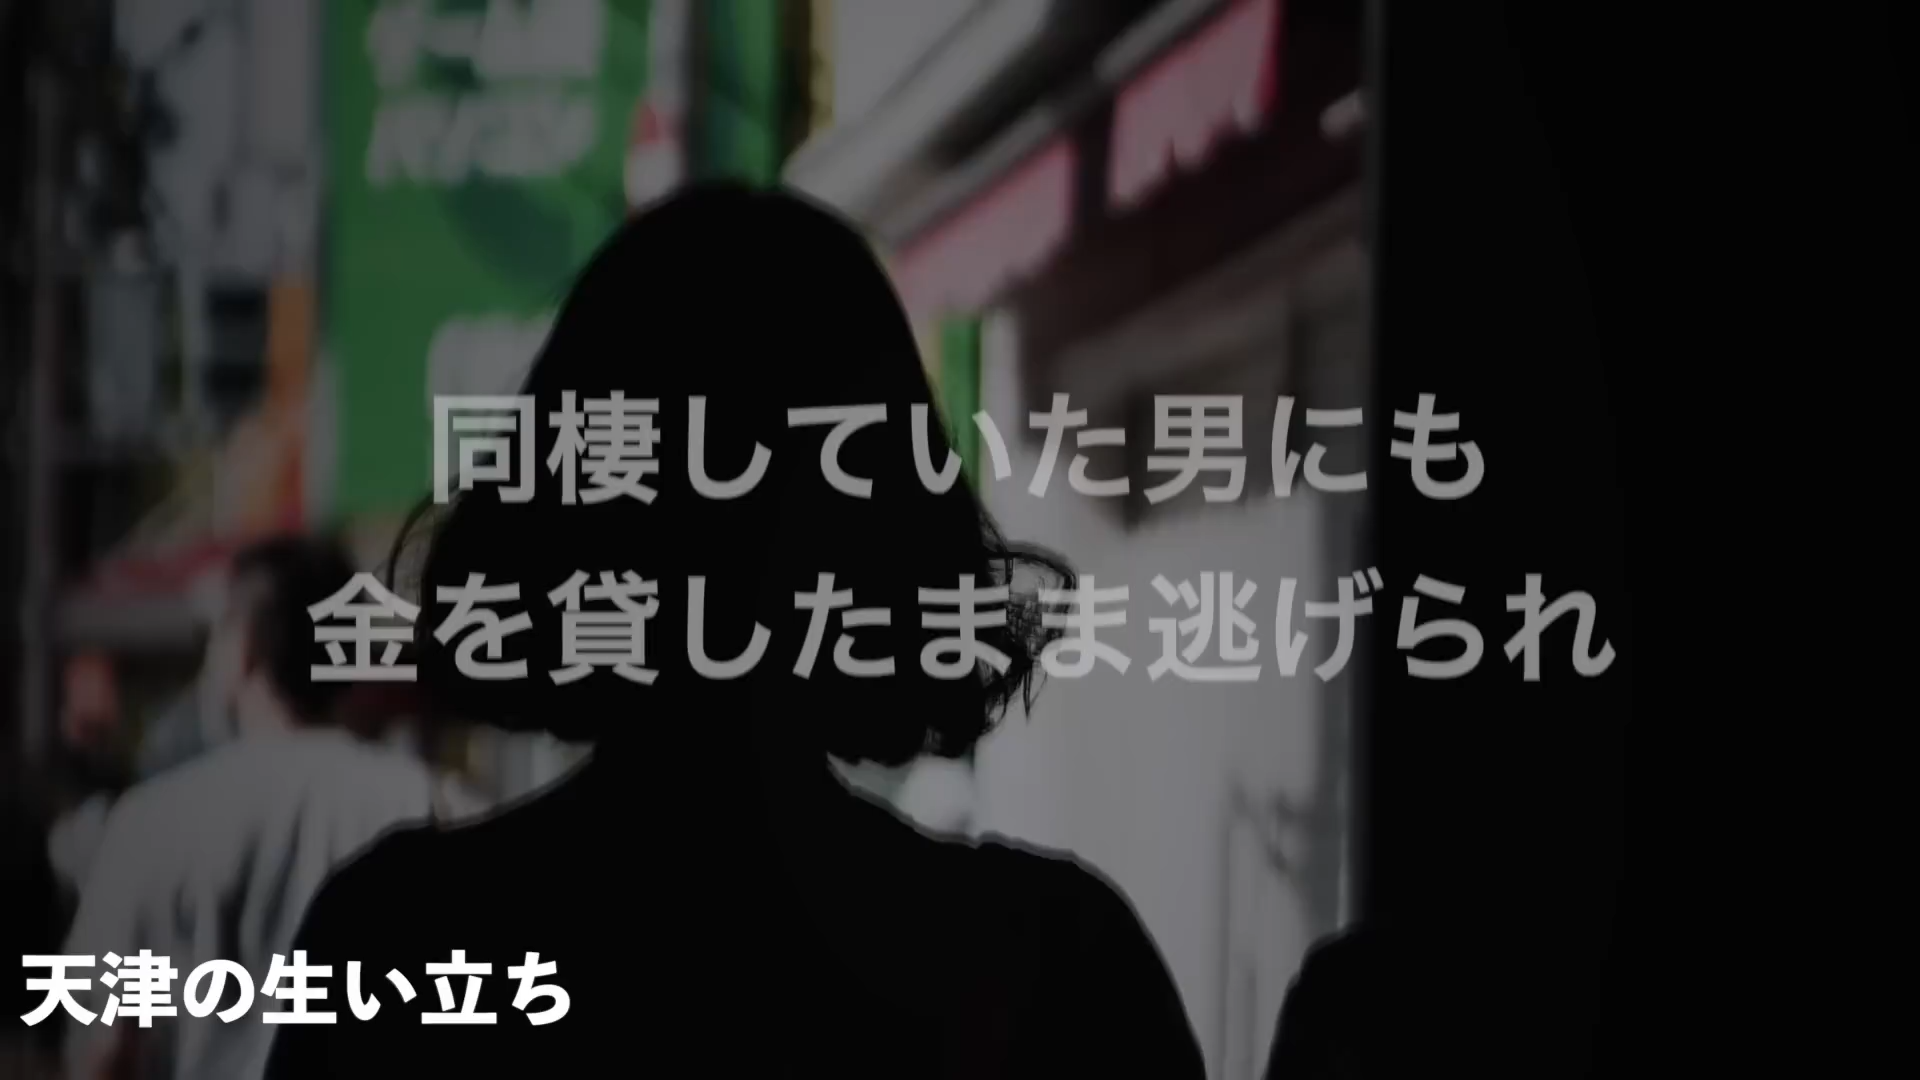 同棲していた男にも
金を貸したまま逃げられ
天津の生い立ち